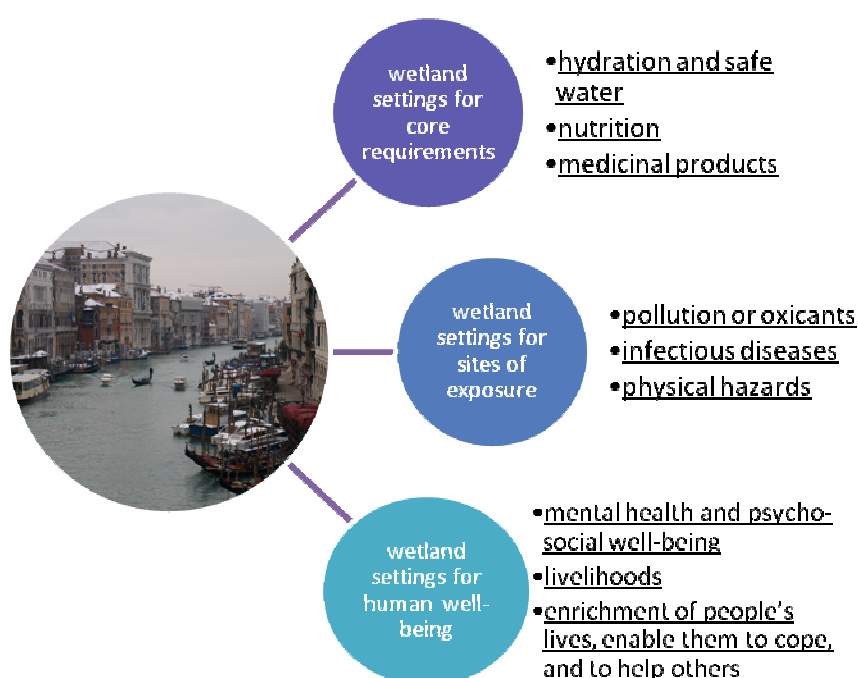 wetland
settings for
core
requirements
•hydration and safe
water
•nutrition
•medicinal products
wetland
settings for
sites of
exposure
•pollution or oxicants
•infectious diseases
•physical hazards
wetland
settings for
human well-
being
•mental health and psycho-
social well-being
•livelihoods
•enrichment of people's
lives, enable them to cope,
and to help others